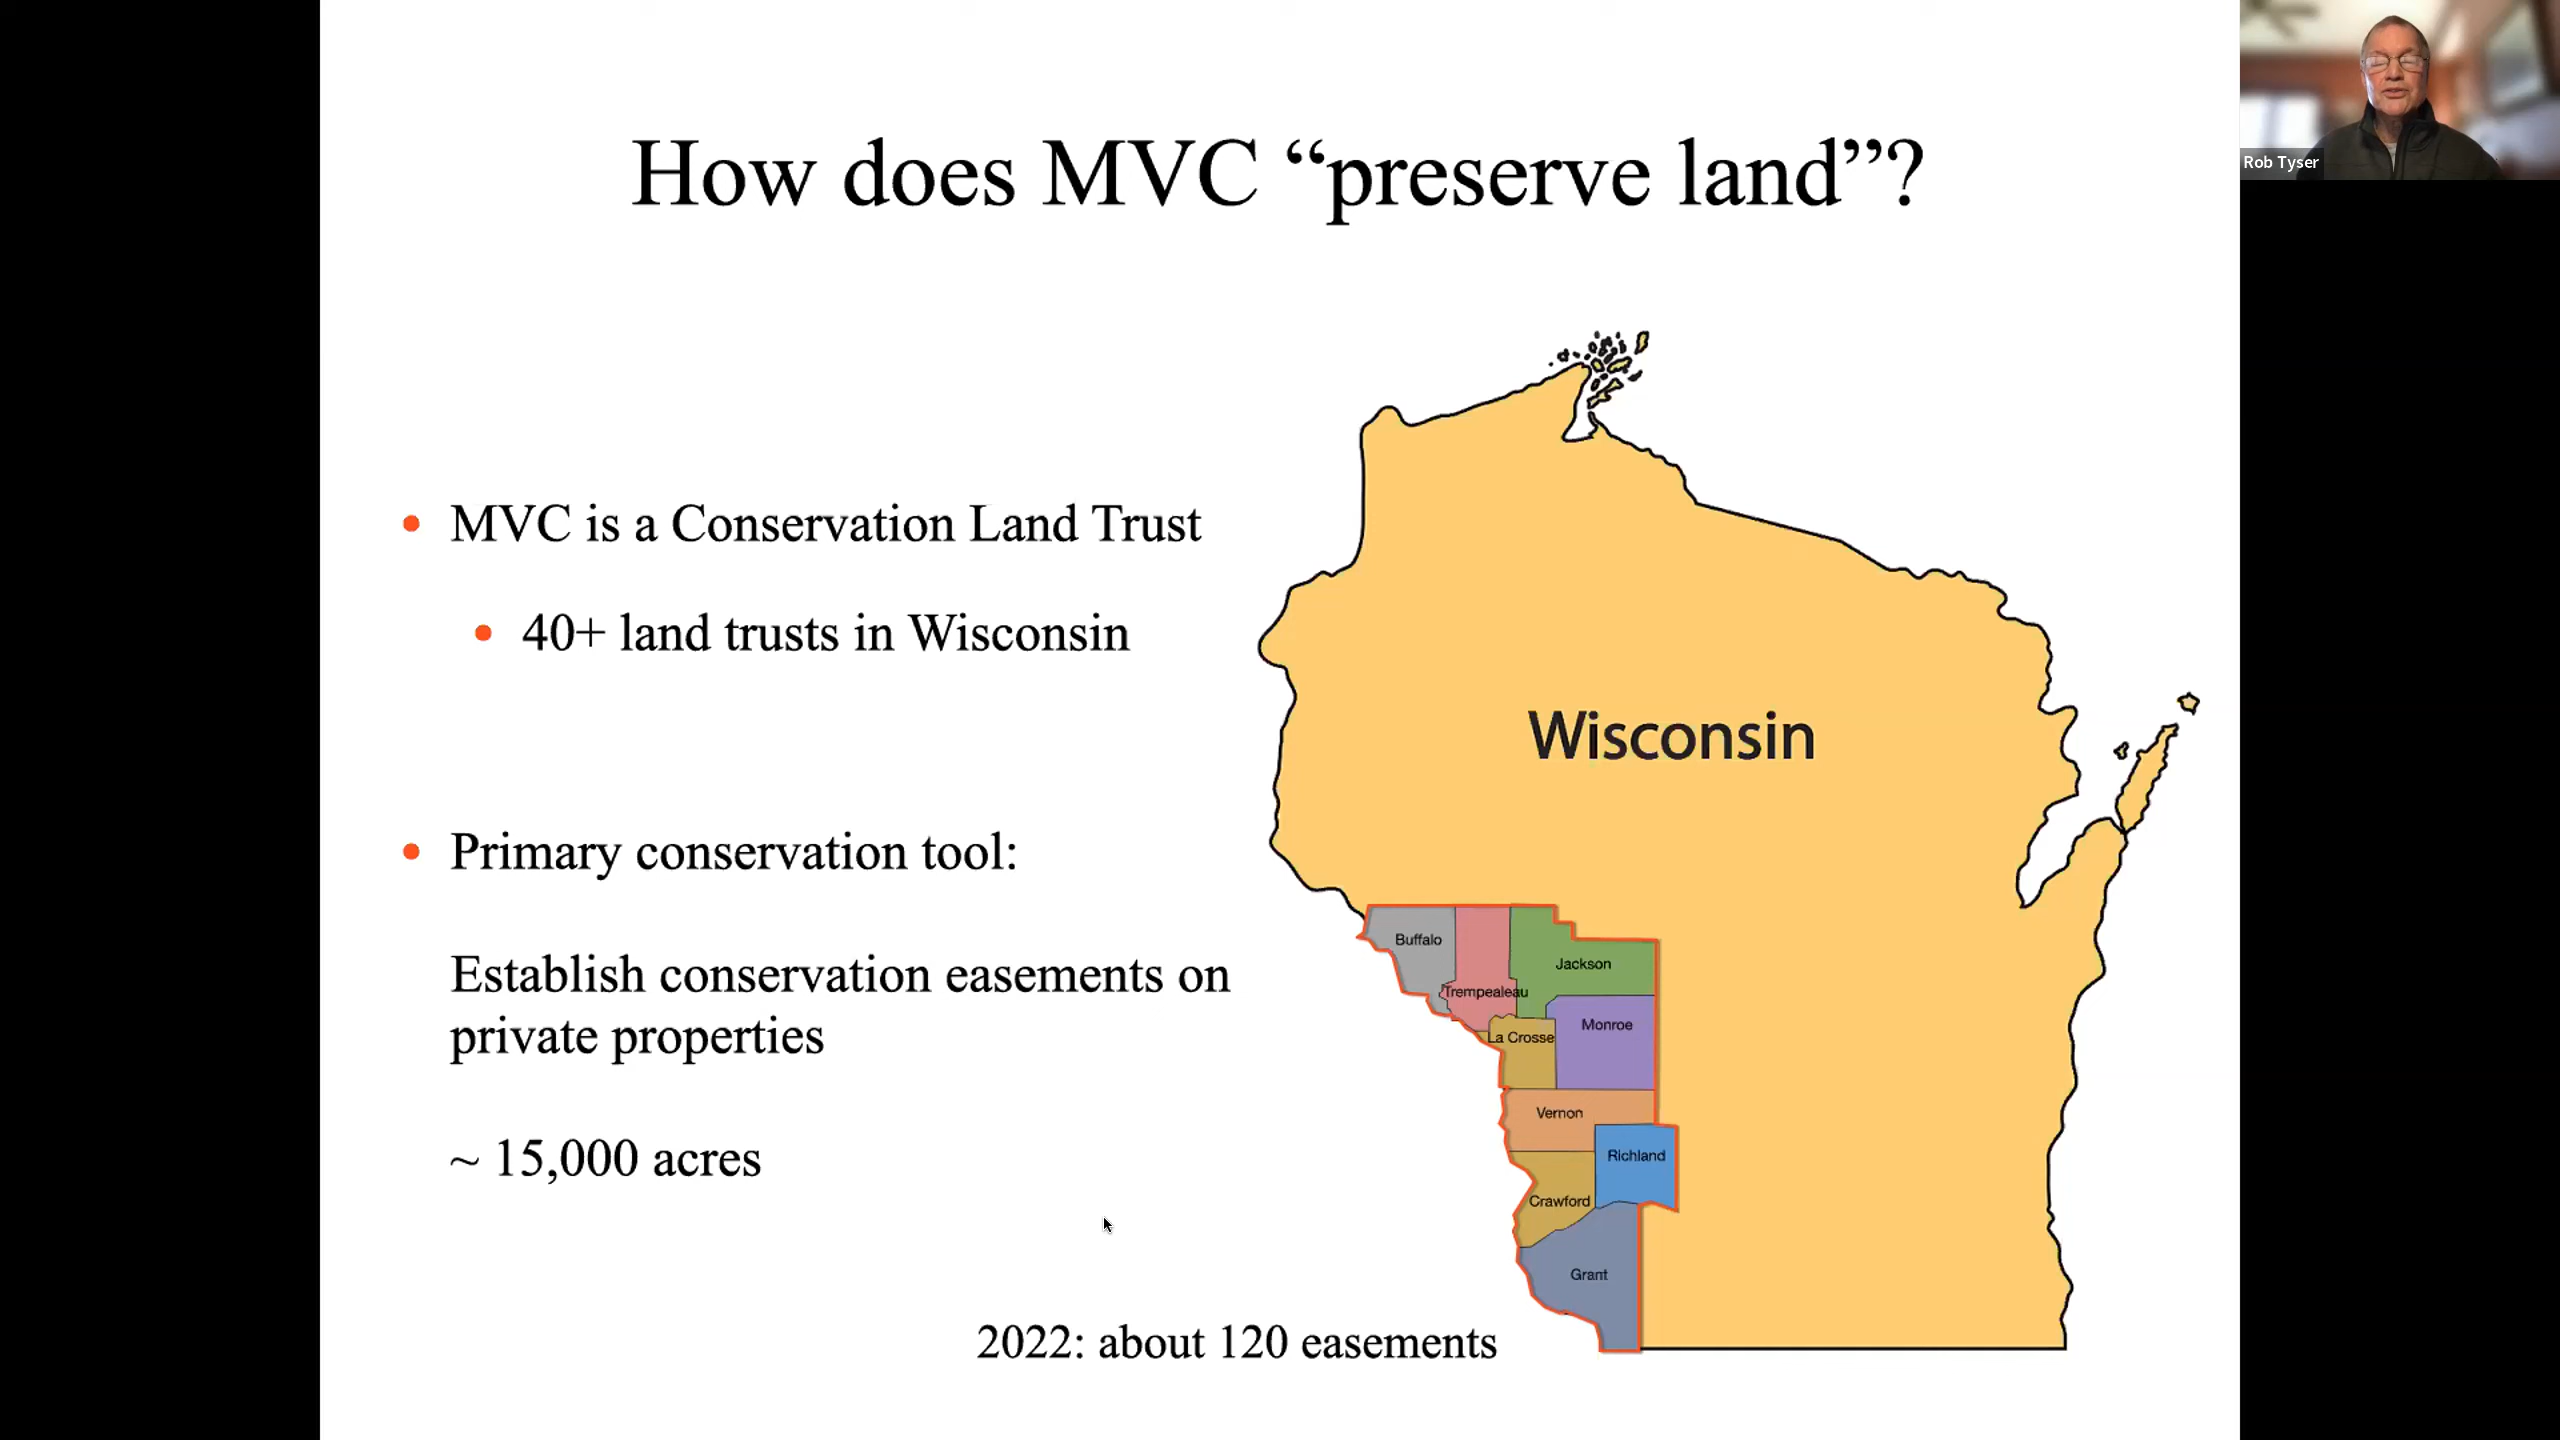 How does MVC “preserve land”?
Rob Tyser
MVC is a Conservation Land Trust
40+ land trusts in Wisconsin
Primary conservation tool:
Establish conservation easements on
private properties
~ 15,000 acres
2022: about 120 easements
Wisconsin
Buffalo
Trempealeau
Jackson
La Crosse
Monroe
Vernon
Richland
Crawford
Grant